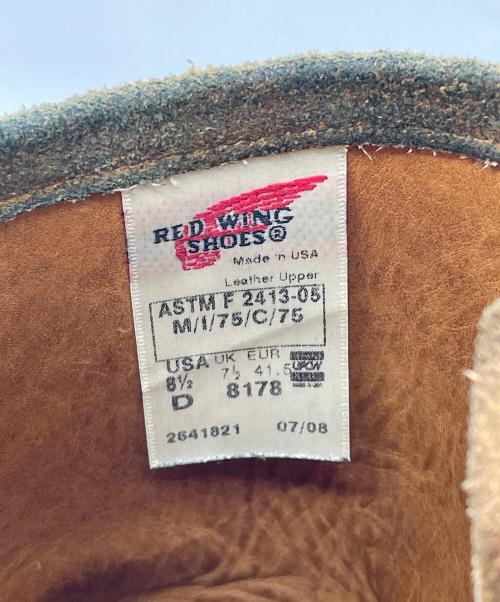 RED WING
SHOES®
Made in USA
Leather Upper
ASTM F 2413-05
M/I/75/C/75
USA UK EUR
8½ 7½ 41.5 UFCW
D 8178
2641821 07/08